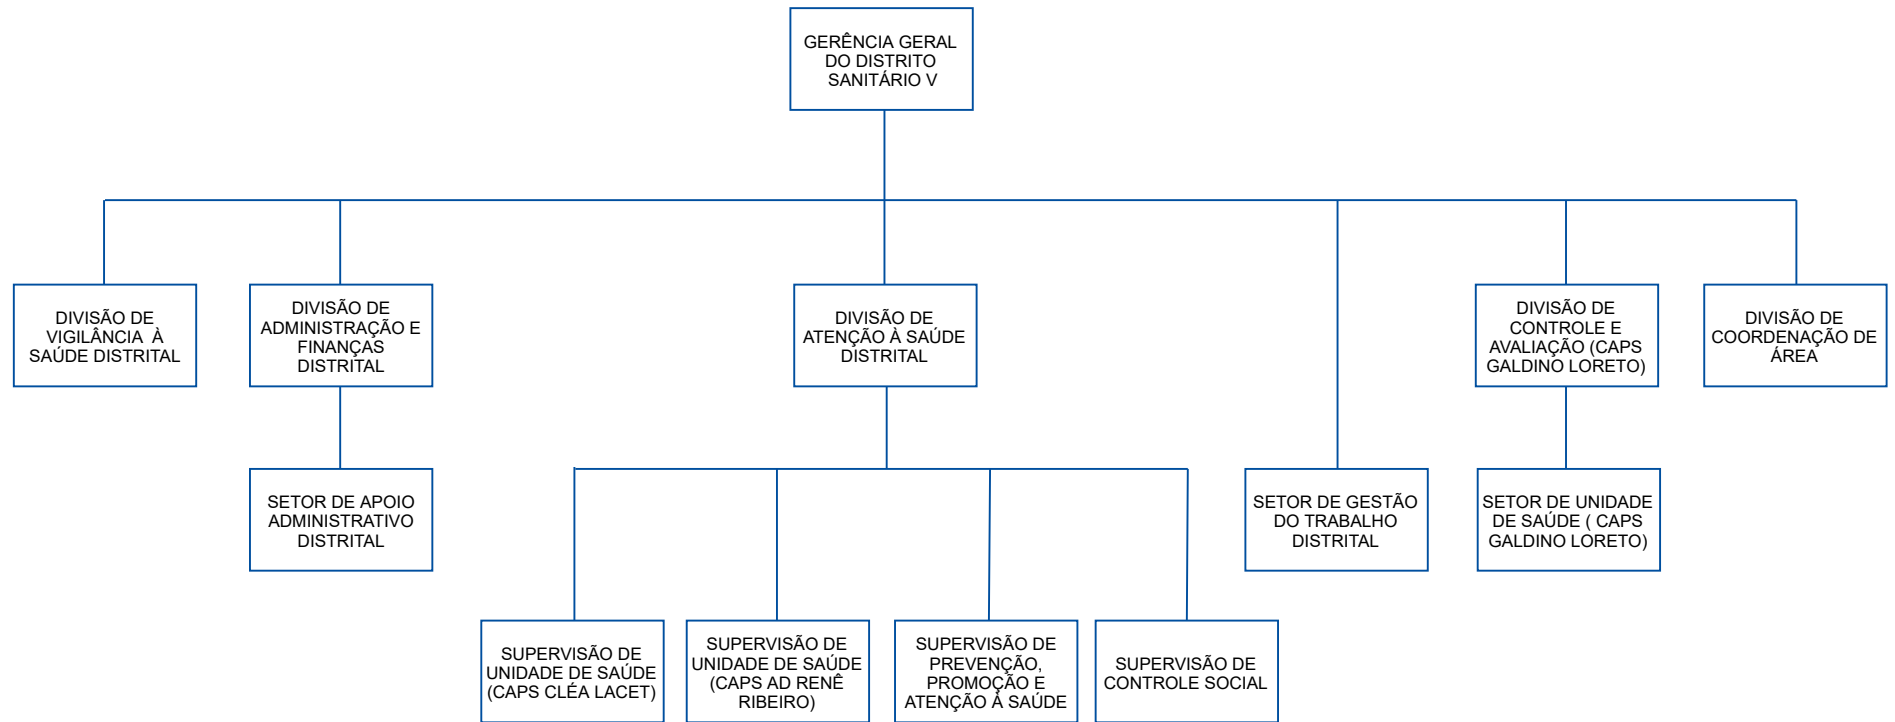 GERÊNCIA GERAL
DO DISTRITO
SANITÁRIO V
DIVISÃO DE
VIGILÂNCIA À
SAÚDE DISTRITAL
DIVISÃO DE
ADMINISTRAÇÃO E
FINANÇAS
DISTRITAL
DIVISÃO DE
ATENÇÃO À SAÚDE
DISTRITAL
DIVISÃO DE
CONTROLE E
AVALIAÇÃO (CAPS
GALDINO LORETO)
DIVISÃO DE
COORDENAÇÃO DE
ÁREA
SETOR DE APOIO
ADMINISTRATIVO
DISTRITAL
SETOR DE GESTÃO
DO TRABALHO
DISTRITAL
SETOR DE UNIDADE
DE SAÚDE ( CAPS
GALDINO LORETO)
SUPERVISÃO DE
UNIDADE DE SAÚDE
(CAPS CLÉA LACET)
SUPERVISÃO DE
UNIDADE DE SAÚDE
(CAPS AD RENÊ
RIBEIRO)
SUPERVISÃO DE
PREVENÇÃO,
PROMOÇÃO E
ATENÇÃO À SAÚDE
SUPERVISÃO DE
CONTROLE SOCIAL